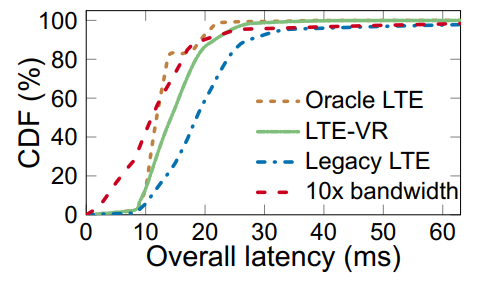 CDF (%)
100
80
60
40
20
0
Oracle LTE
LTE-VR
Legacy LTE
10x bandwidth
0 10 20 30 40 50 60
Overall latency (ms)